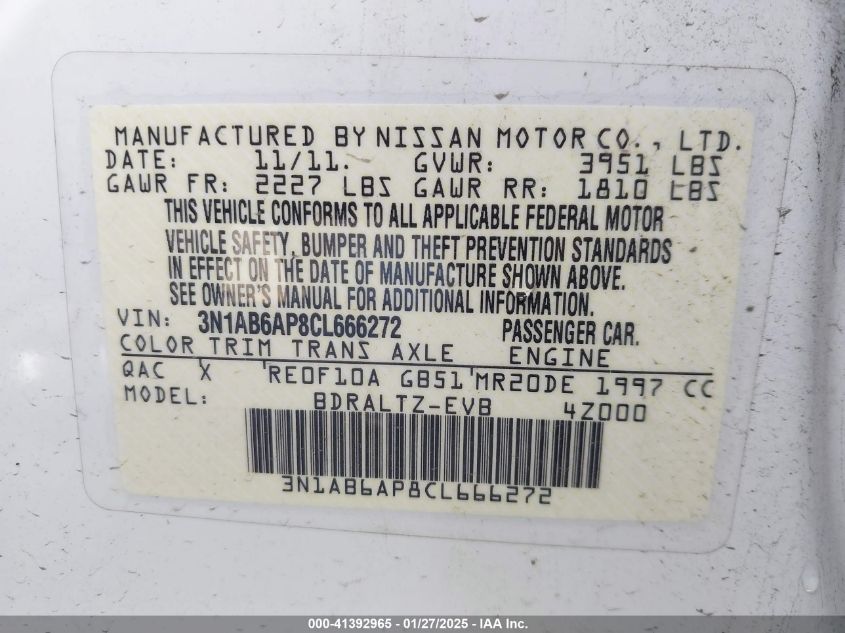 MANUFACTURED BY NISSAN MOTOR CO., LTD.
DATE: 11/11. GVWR: 3951 LBS
GAWR FR: 2227 LBS GAWR RR: 1810 LBS
THIS VEHICLE CONFORMS TO ALL APPLICABLE FEDERAL MOTOR
VEHICLE SAFETY, BUMPER AND THEFT PREVENTION STANDARDS
IN EFFECT ON THE DATE OF MANUFACTURE SHOWN ABOVE.
SEE OWNER'S MANUAL FOR ADDITIONAL INFORMATION.
VIN: 3N1AB6AP8CL666272 PASSENGER CAR.
COLOR TRIM TRANS AXLE ENGINE
QAC X RE0F10A GB51 MR20DE 1997 CC
MODEL: BDRALTZ-EVB 4Z000
3N1AB6AP8CL666272
000-41392965 - 01/27/2025 - IAA Inc.